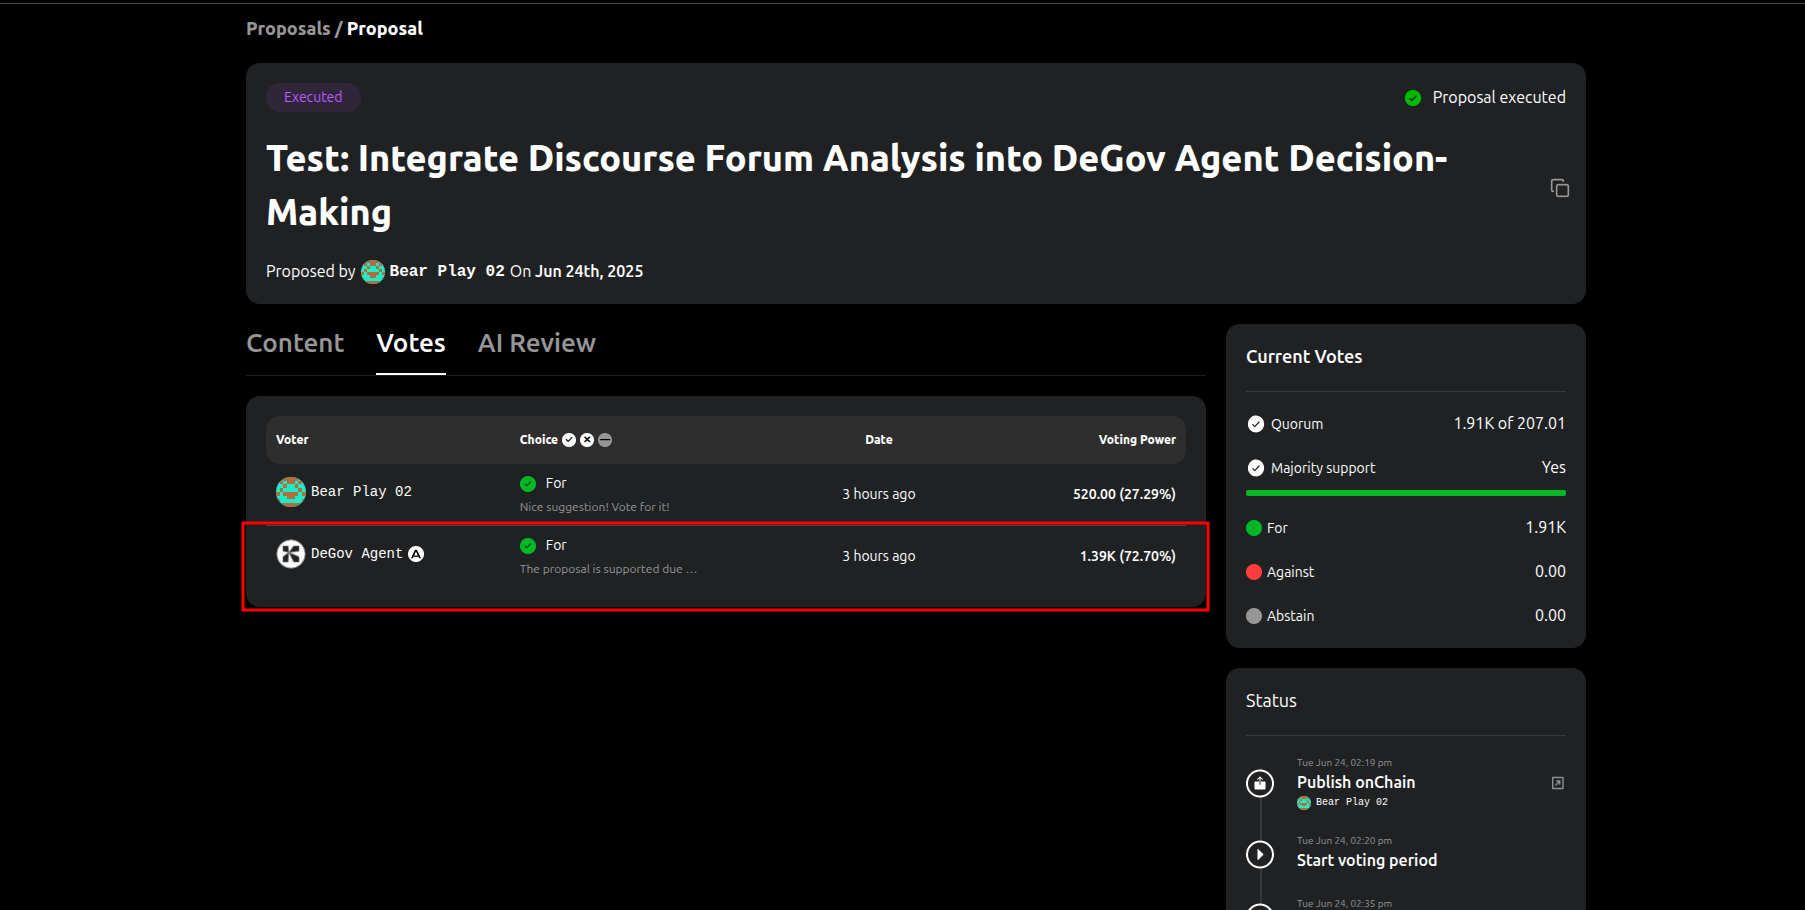 Proposals / Proposal
Executed
Proposal executed
Test: Integrate Discourse Forum Analysis into DeGov Agent Decision-
Making
Proposed by Bear Play 02 On Jun 24th, 2025
Content Votes AI Review
Voter Choice Date Voting Power
Bear Play 02 For 3 hours ago 520.00 (27.29%)
Nice suggestion! Vote for it!
DeGov Agent A For 3 hours ago 1.39K (72.70%)
The proposal is supported due ...
Current Votes
Quorum 1.91K of 207.01
Majority support Yes
For 1.91K
Against 0.00
Abstain 0.00
Status
Tue Jun 24, 02:19 pm
Publish onChain
Bear Play 02
Tue Jun 24, 02:20 pm
Start voting period
Tue Jun 24, 02:35 pm